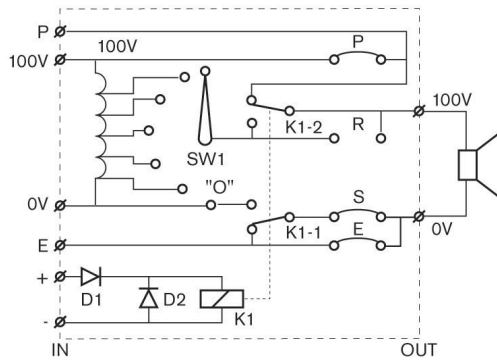 P
P
100V
100V
100V
K1-2
R
SW1
"O"
S
0V
0V
K1-1
E
E
+
D1
D2
K1
-
IN
OUT